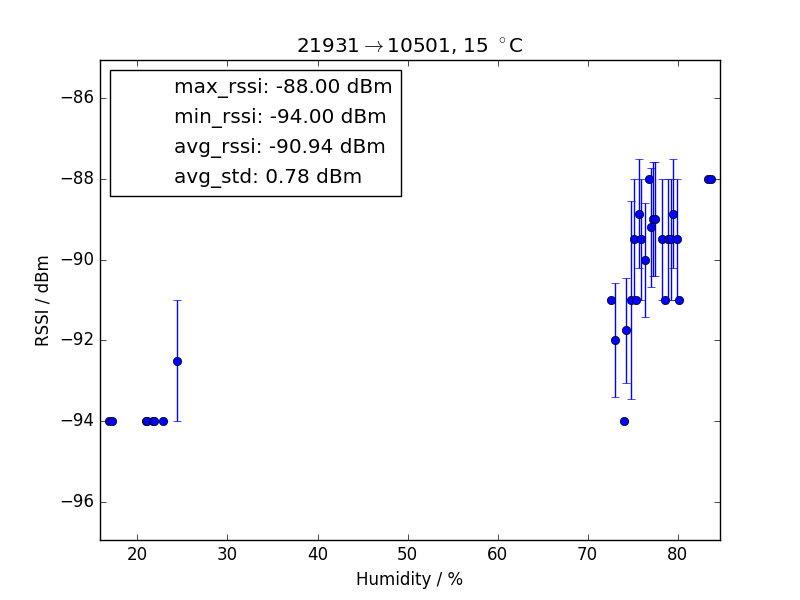 21931→10501, 15 °C
max_rssi: -88.00 dBm
min_rssi: -94.00 dBm
avg_rssi: -90.94 dBm
avg_std: 0.78 dBm
−86
−88
−90
−92
−94
−96
RSSI / dBm
20 30 40 50 60 70 80
Humidity / %